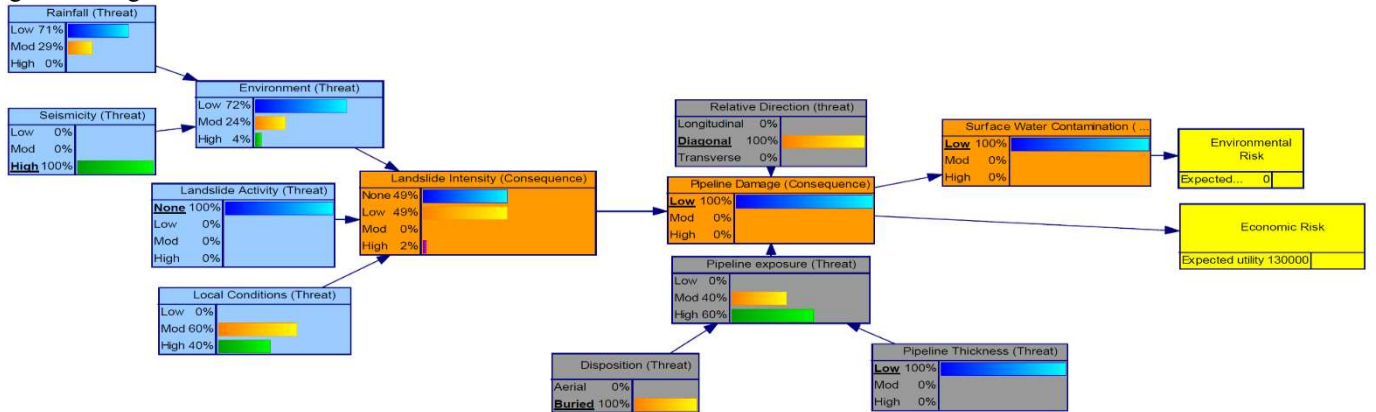 Rainfall (Threat)
Low 71%
Mod 29%
High 0%
Seismicity (Threat)
Low 0%
Mod 0%
High 100%
Environment (Threat)
Low 72%
Mod 24%
High 4%
Landslide Activity (Threat)
None 100%
Low 0%
Mod 0%
High 0%
Local Conditions (Threat)
Low 0%
Mod 60%
High 40%
Landslide Intensity (Consequence)
None 49%
Low 49%
Mod 0%
High 2%
Relative Direction (threat)
Longitudinal 0%
Diagonal 100%
Transverse 0%
Pipeline Damage (Consequence)
Low 100%
Mod 0%
High 0%
Pipeline exposure (Threat)
Low 0%
Mod 40%
High 60%
Disposition (Threat)
Aerial 0%
Buried 100%
Pipeline Thickness (Threat)
Low 100%
Mod 0%
High 0%
Surface Water Contamination ( ...
Low 100%
Mod 0%
High 0%
Environmental
Risk
Expected... 0
Economic Risk
Expected utility 130000